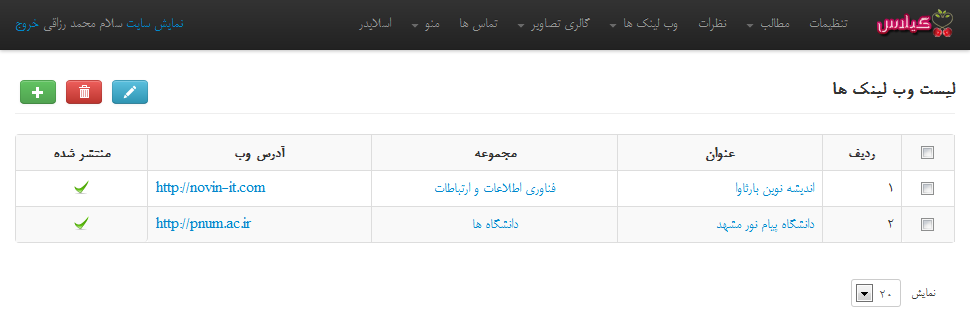 گیلاس تنظیمات مطالب نظرات وب لینک ها گالری تصاویر تماس ها منو اسلایدر نمایش سایت سلام محمد رزاقی خروج
لیست وب لینک ها
ردیف عنوان مجموعه آدرس وب منتشر شده
۱ اندیشه نوین بارثاوا فناوری اطلاعات و ارتباطات http://novin-it.com
۲ دانشگاه پیام نور مشهد دانشگاه ها http://pnum.ac.ir
نمایش ۲۰